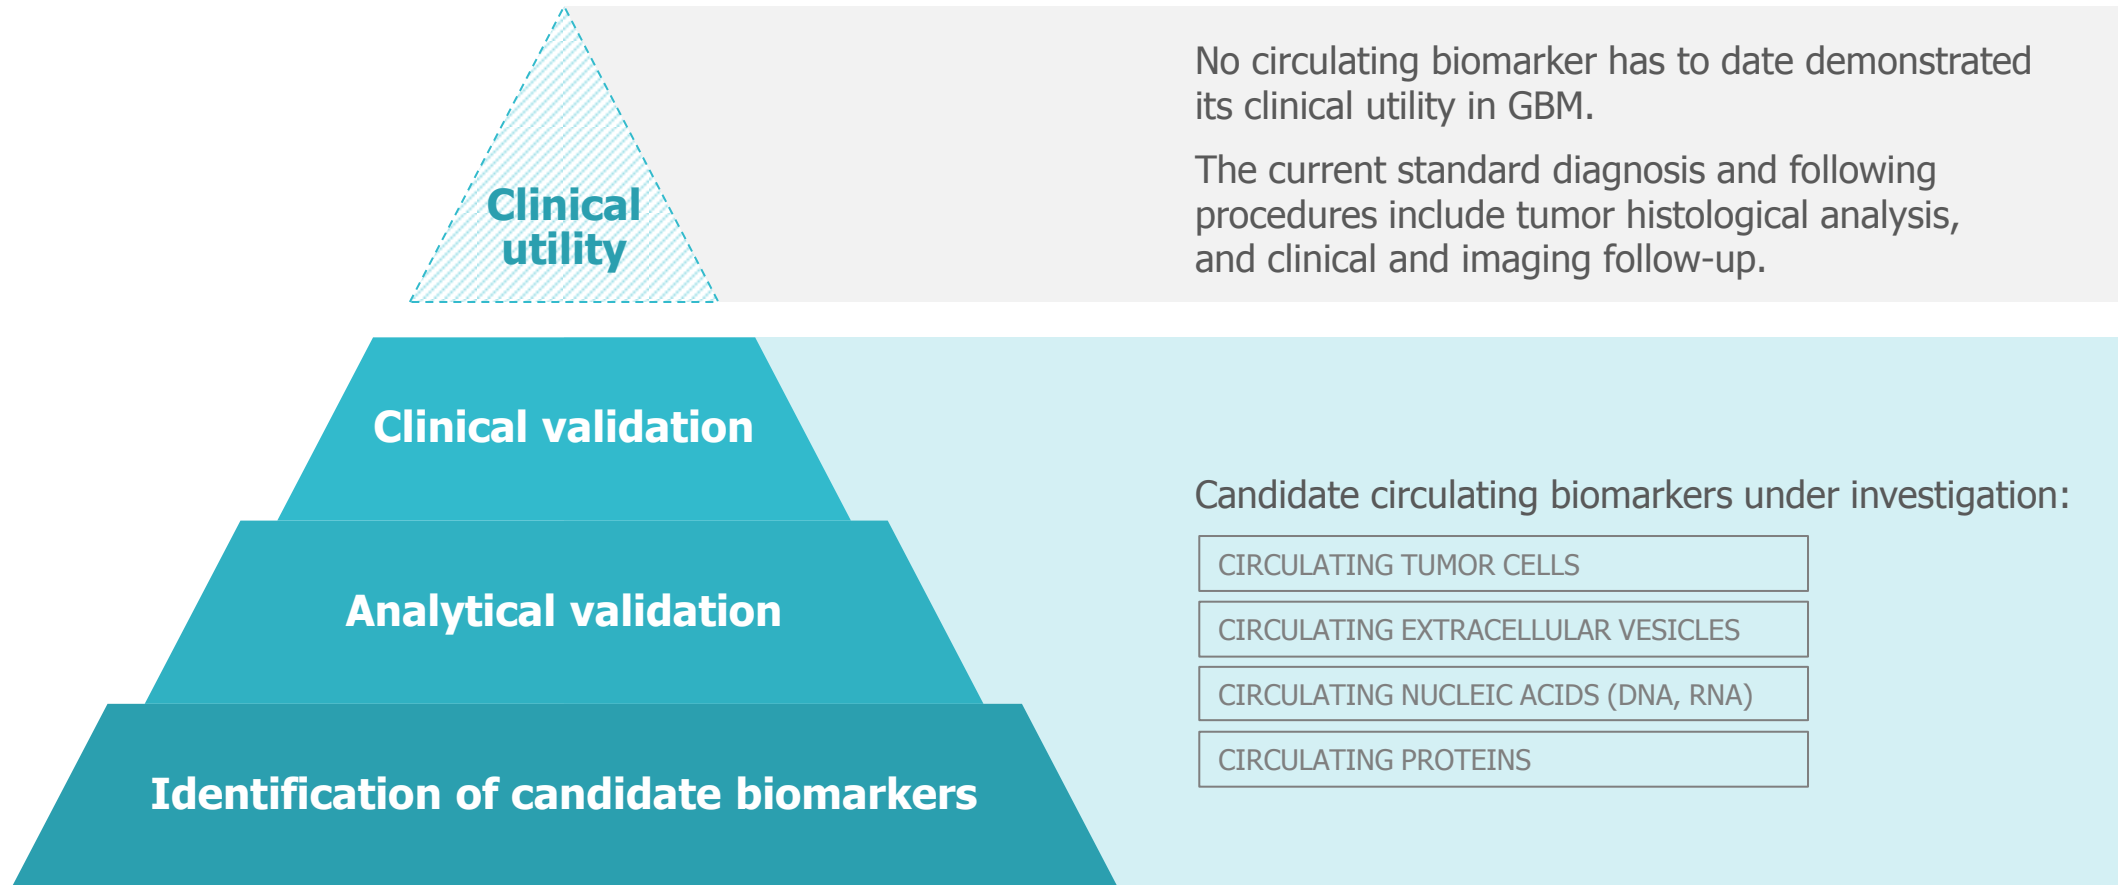 Clinical
utility
No circulating biomarker has to date demonstrated
its clinical utility in GBM.
The current standard diagnosis and following
procedures include tumor histological analysis,
and clinical and imaging follow-up.
Clinical validation
Analytical validation
Identification of candidate biomarkers
Candidate circulating biomarkers under investigation:
CIRCULATING TUMOR CELLS
CIRCULATING EXTRACELLULAR VESICLES
CIRCULATING NUCLEIC ACIDS (DNA, RNA)
CIRCULATING PROTEINS